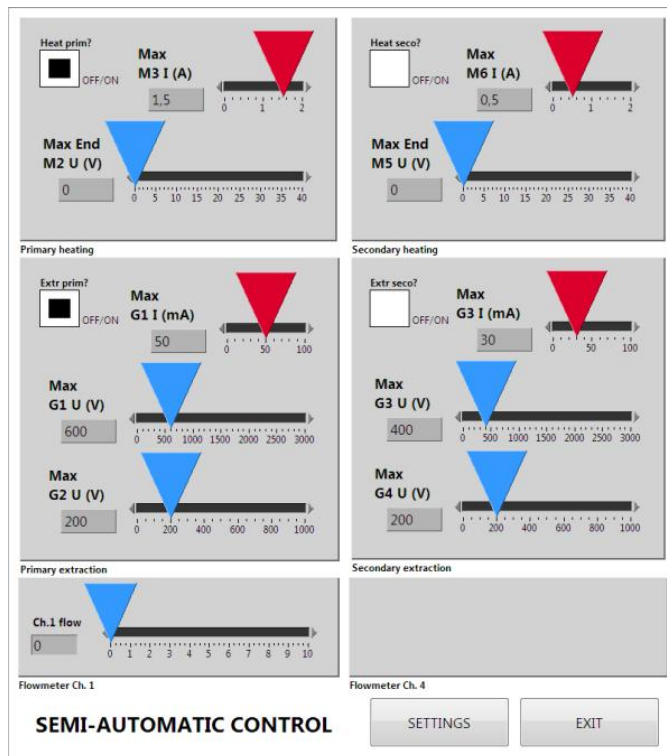 Heat prim?
OFF/ON
Max
M3 I (A)
1,5
0 1 2
Max End
M2 U (V)
0
0 5 10 15 20 25 30 35 40
Primary heating
Heat seco?
OFF/ON
Max
M6 I (A)
0,5
0 1 2
Max End
M5 U (V)
0
0 5 10 15 20 25 30 35 40
Secondary heating
Extr prim?
OFF/ON
Max
G1 I (mA)
50
0 50 100
Max
G1 U (V)
600
0 500 1000 1500 2000 2500 3000
Max
G2 U (V)
200
0 200 400 600 800 1000
Primary extraction
Extr seco?
OFF/ON
Max
G3 I (mA)
30
0 50 100
Max
G3 U (V)
400
0 500 1000 1500 2000 2500 3000
Max
G4 U (V)
200
0 200 400 600 800 1000
Secondary extraction
Ch.1 flow
0
0 1 2 3 4 5 6 7 8 9 10
Flowmeter Ch. 1
Flowmeter Ch. 4
SEMI-AUTOMATIC CONTROL
SETTINGS
EXIT